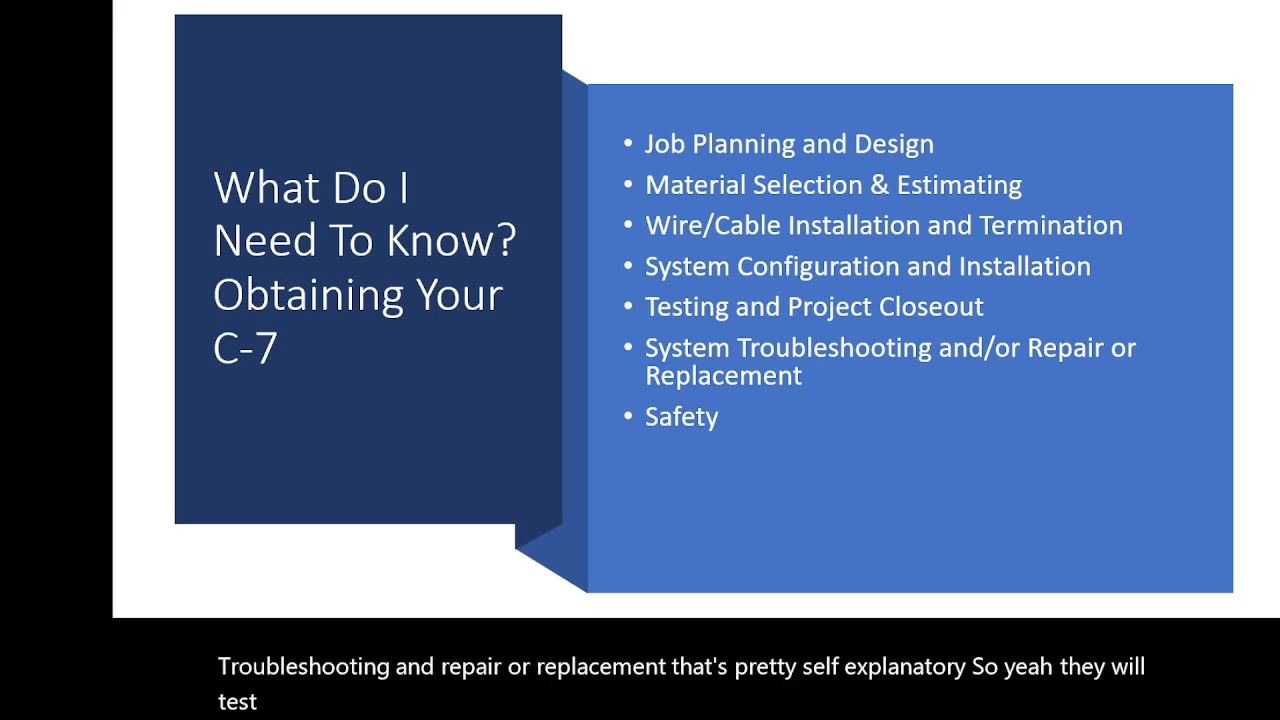 What Do I
Need To Know?
Obtaining Your
C-7
• Job Planning and Design
• Material Selection & Estimating
• Wire/Cable Installation and Termination
• System Configuration and Installation
• Testing and Project Closeout
• System Troubleshooting and/or Repair or
Replacement
• Safety
Troubleshooting and repair or replacement that's pretty self explanatory So yeah they will
test